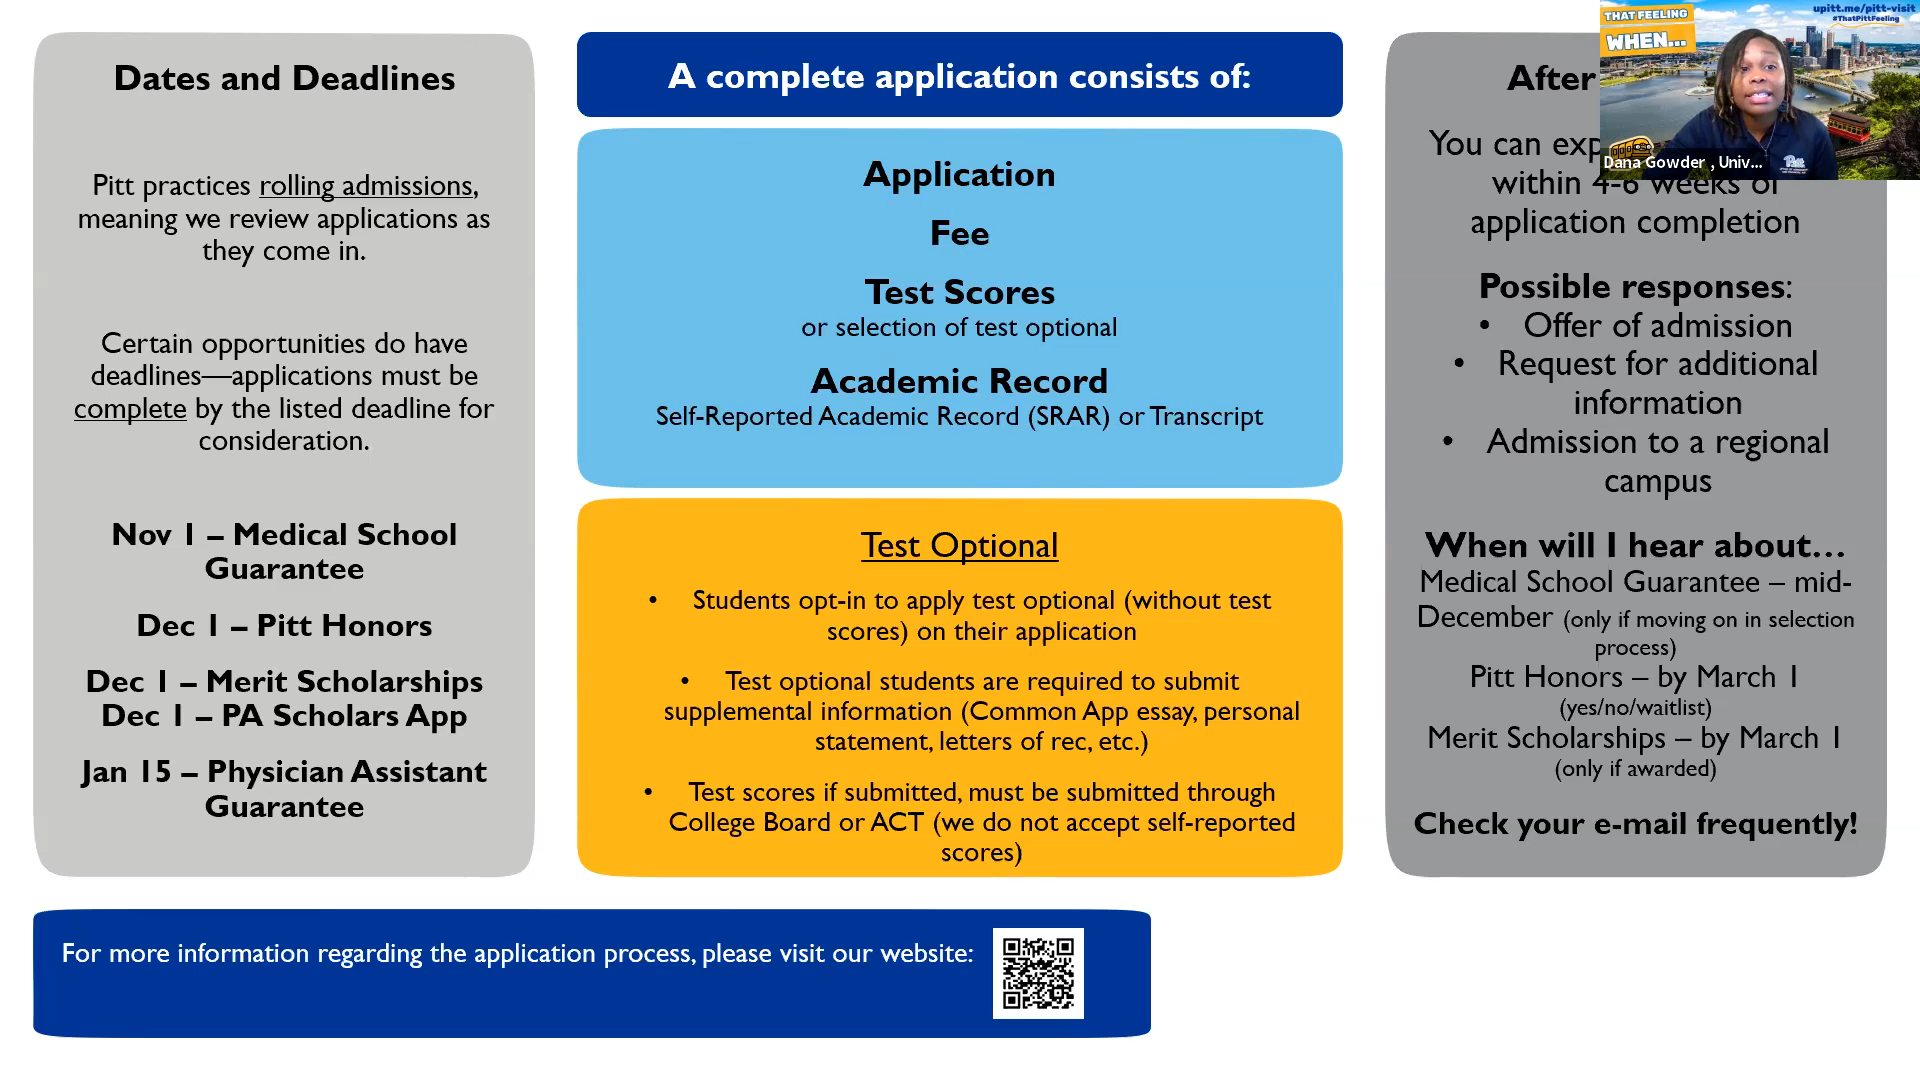 Dates and Deadlines
Pitt practices rolling admissions,
meaning we review applications as
they come in.
Certain opportunities do have
deadlines—applications must be
complete by the listed deadline for
consideration.
Nov 1 – Medical School
Guarantee
Dec 1 – Pitt Honors
Dec 1 – Merit Scholarships
Dec 1 – PA Scholars App
Jan 15 – Physician Assistant
Guarantee
A complete application consists of:
Application
Fee
Test Scores
or selection of test optional
Academic Record
Self-Reported Academic Record (SRAR) or Transcript
Test Optional
• Students opt-in to apply test optional (without test
scores) on their application
• Test optional students are required to submit
supplemental information (Common App essay, personal
statement, letters of rec, etc.)
• Test scores if submitted, must be submitted through
College Board or ACT (we do not accept self-reported
scores)
After
You can
within 4-6 weeks of
application completion
Possible responses:
• Offer of admission
• Request for additional
information
• Admission to a regional
campus
When will I hear about...
Medical School Guarantee – mid-
December (only if moving on in selection
process)
Pitt Honors – by March 1
(yes/no/waitlist)
Merit Scholarships – by March 1
(only if awarded)
Check your e-mail frequently!
THAT FEELING
WHEN...
upitt.me/pitt-visit
#ThatPittFeeling
Pitt
Dana Gowder , Univ...
For more information regarding the application process, please visit our website: